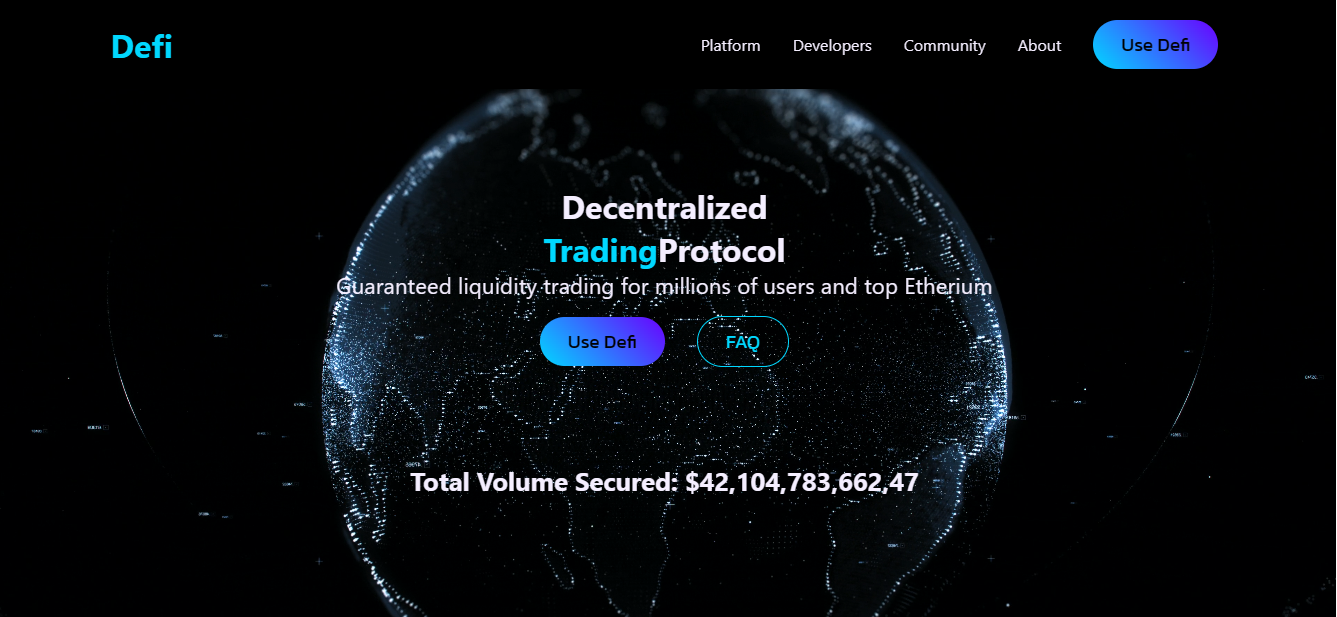 Defi
Platform Developers Community About Use Defi
Decentralized
TradingProtocol
Guaranteed liquidity trading for millions of users and top Etherium
Use Defi FAQ
Total Volume Secured: $42,104,783,662,47